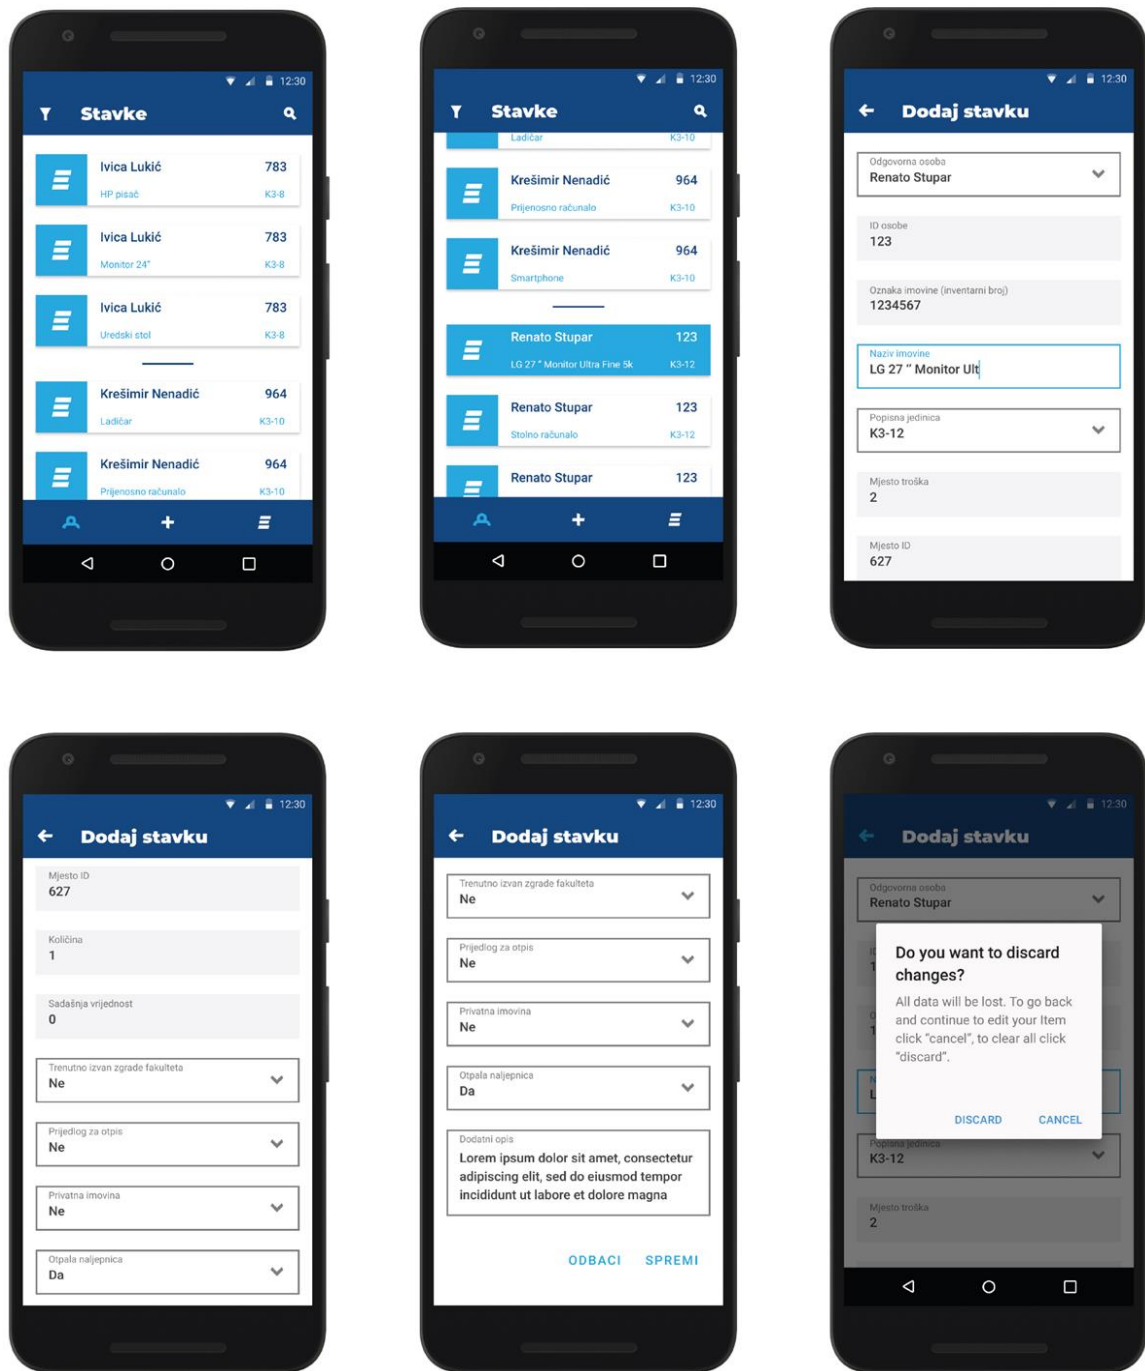 12:30
Stavke
Ivica Lukić 783
HP pisač K3-8
Ivica Lukić 783
Monitor 24" K3-8
Ivica Lukić 783
Uredski stol K3-8
Krešimir Nenadić 964
Ladičar K3-10
Krešimir Nenadić 964
Prijenosno računalo K3-10
12:30
Stavke
Ladičar K3-10
Krešimir Nenadić 964
Prijenosno računalo K3-10
Krešimir Nenadić 964
Smartphone K3-10
Renato Stupar 123
LG 27 " Monitor Ultra Fine 5k K3-12
Renato Stupar 123
Stolno računalo K3-12
Renato Stupar 123
12:30
Dodaj stavku
Odgovorna osoba
Renato Stupar
ID osobe
123
Oznaka imovine (inventarni broj)
1234567
Naziv imovine
LG 27 " Monitor Ult
Popisna jedinica
K3-12
Mjesto troška
2
Mjesto ID
627
12:30
Dodaj stavku
Mjesto ID
627
Količina
1
Sadašnja vrijednost
0
Trenutno izvan zgrade fakulteta
Ne
Prijedlog za otpis
Ne
Privatna imovina
Ne
Otpala naljepnica
Da
12:30
Dodaj stavku
Trenutno izvan zgrade fakulteta
Ne
Prijedlog za otpis
Ne
Privatna imovina
Ne
Otpala naljepnica
Da
Dodatni opis
Lorem ipsum dolor sit amet, consectetur
adipiscing elit, sed do eiusmod tempor
incididunt ut labore et dolore magna
ODBACI SPREMI
12:30
Dodaj stavku
Odgovorna osoba
Renato Stupar
Do you want to discard
changes?
All data will be lost. To go back
and continue to edit your Item
click "cancel", to clear all click
"discard".
DISCARD CANCEL
Popisna jedinica
K3-12
Mjesto troška
2